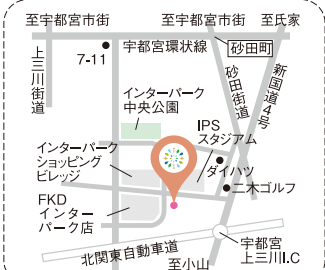 至宇都宮市街
至宇都宮市街
至氏家
宇都宮環状線
砂田町
7-11
上三川街道
砂田街道
新国道4号
インターパーク
中央公園
IPS
スタジアム
インターパーク
ショッピング
ビレッジ
ダイハツ
二木ゴルフ
FKD
インター
パーク店
宇都宮
上三川I.C
北関東自動車道
至小山